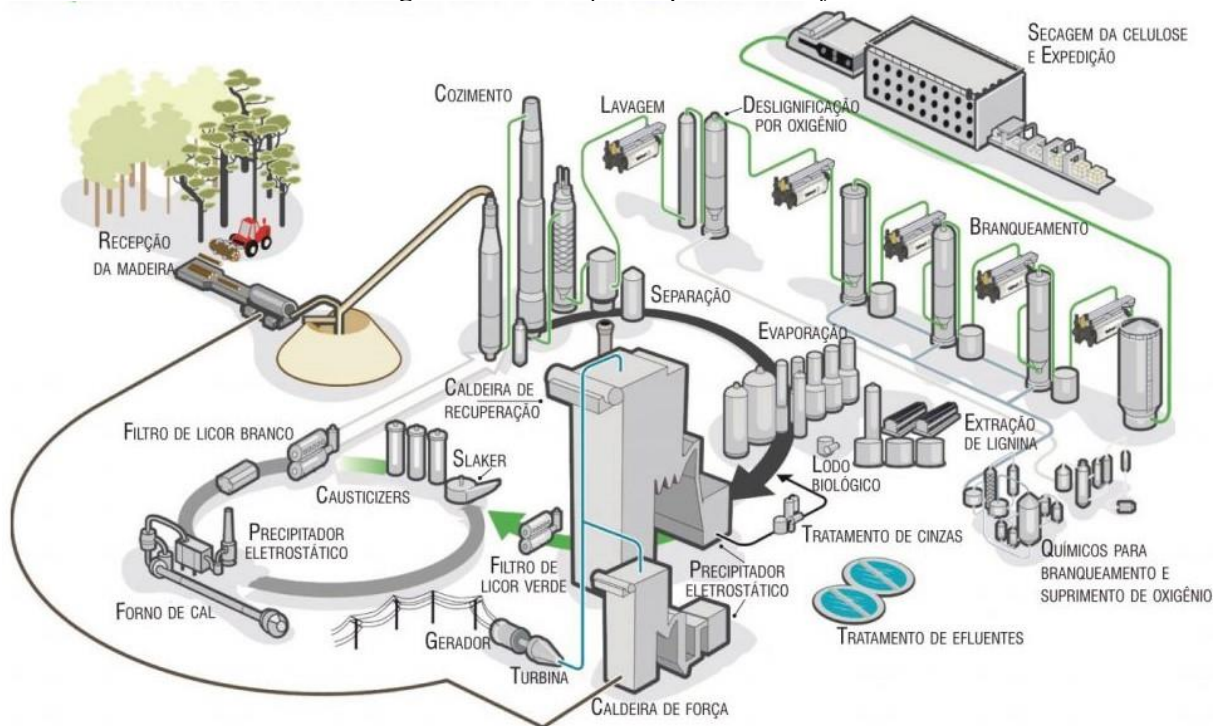 SECAGEM DA CELULOSE
E EXPEDIÇÃO
COZIMENTO
LAVAGEM
DESLIGNIFICAÇÃO
POR OXIGÊNIO
RECEPÇÃO
DA MADEIRA
BRANQUEAMENTO
SEPARAÇÃO
EVAPORAÇÃO
CALDEIRA DE
RECUPERAÇÃO
FILTRO DE LICOR BRANCO
EXTRAÇÃO
DE LIGNINA
SLAKER
LODO
BIOLÓGICO
CAUSTICIZERS
PRECIPITADOR
ELETROSTÁTICO
TRATAMENTO DE CINZAS
QUÍMICOS PARA
BRANQUEAMENTO E
SUPRIMENTO DE OXIGÊNIO
FILTRO DE
LICOR VERDE
PRECIPITADOR
ELETROSTÁTICO
FORNO DE CAL
GERADOR
TRATAMENTO DE EFLUENTES
TURBINA
CALDEIRA DE FORÇA